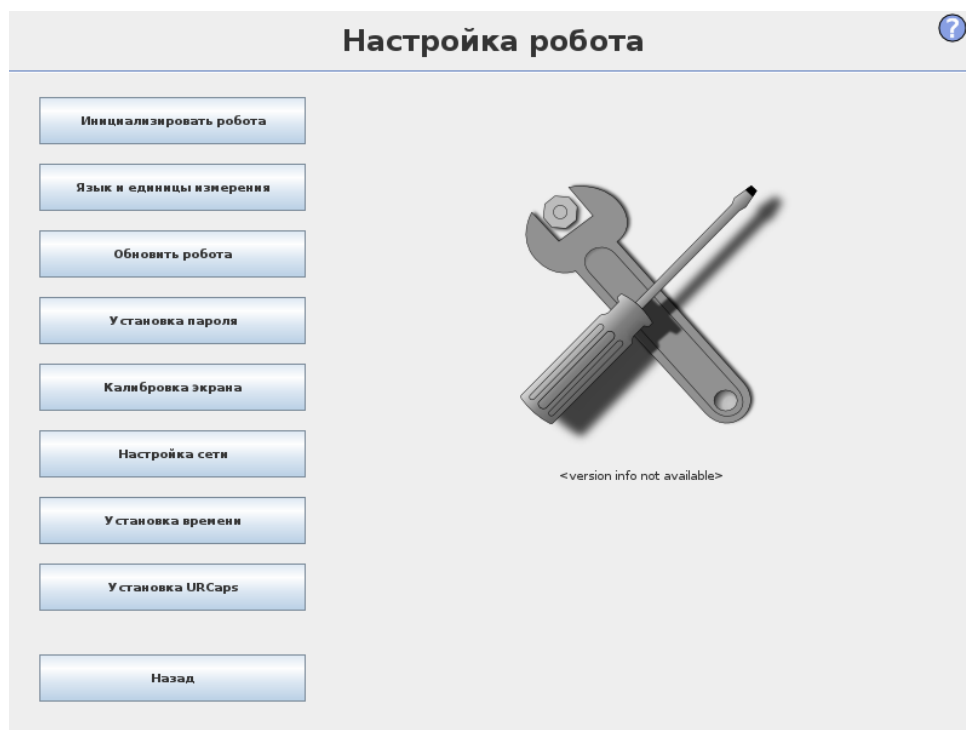 Настройка робота
?
Инициализировать робота
Язык и единицы измерения
Обновить робота
Установка пароля
Калибровка экрана
Настройка сети
<version info not available>
Установка времени
Установка URCaps
Назад